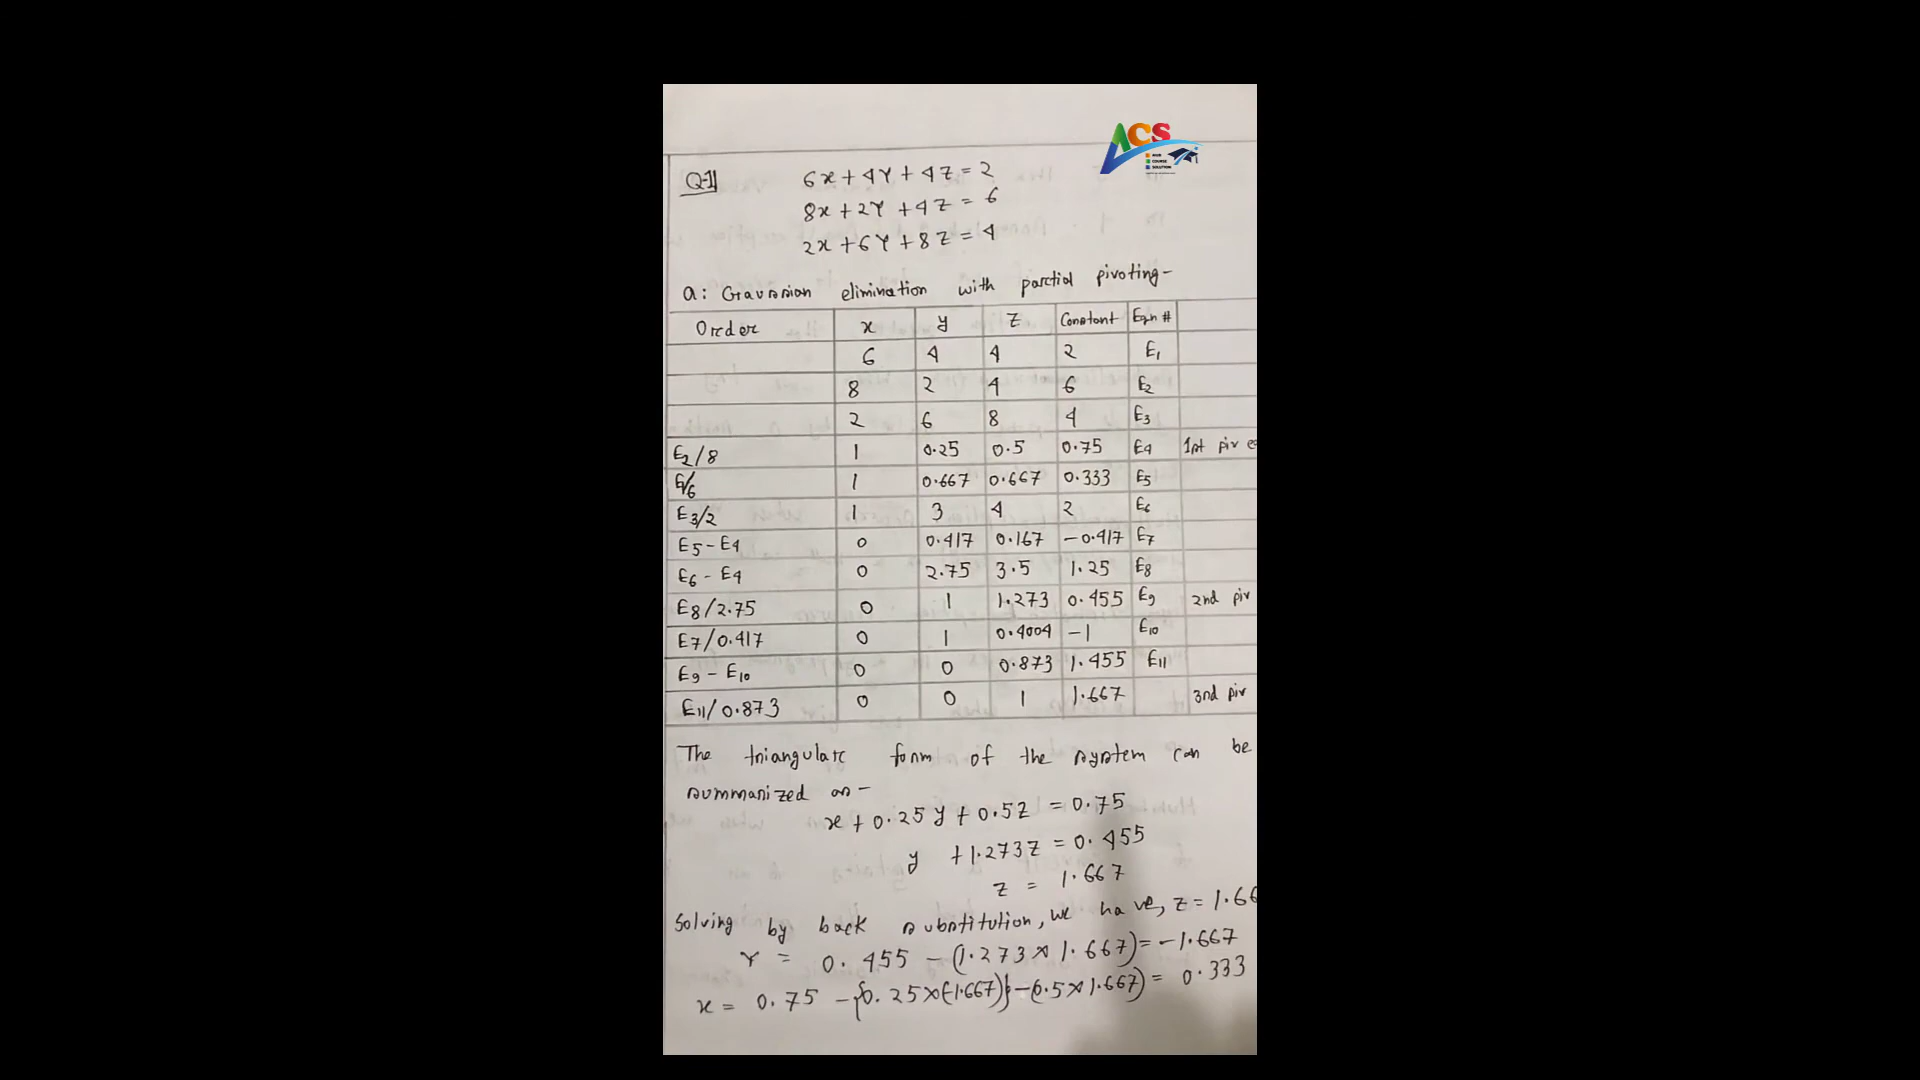 ACS
AIUB
COURSE
SOLUTION
Q-1]
6x + 4Y + 4Z = 2
8x + 2Y + 4Z = 6
2x + 6Y + 8Z = 4
a: Gaussian elimination with partial pivoting-
Order x y z Constant Eqn #
6 4 4 2 E1
8 2 4 6 E2
2 6 8 4 E3
E2/8 1 0.25 0.5 0.75 E4 1st piv eq
E/6 1 0.667 0.667 0.333 E5
E3/2 1 3 4 2 E6
E5 - E4 0 0.417 0.167 -0.417 E7
E6 - E4 0 2.75 3.5 1.25 E8
E8/2.75 0 1 1.273 0.455 E9 2nd piv
E7/0.417 0 1 0.4004 -1 E10
E9 - E10 0 0 0.873 1.455 E11
E11/0.873 0 0 1 1.667 3nd piv
The triangular form of the system can be
summarized as -
x + 0.25y + 0.5z = 0.75
y + 1.273z = 0.455
z = 1.667
Solving by back substitution, we have, z = 1.66
Y = 0.455 - (1.273 × 1.667) = -1.667
x = 0.75 - {0.25×(-1.667)} - (0.5×1.667) = 0.333